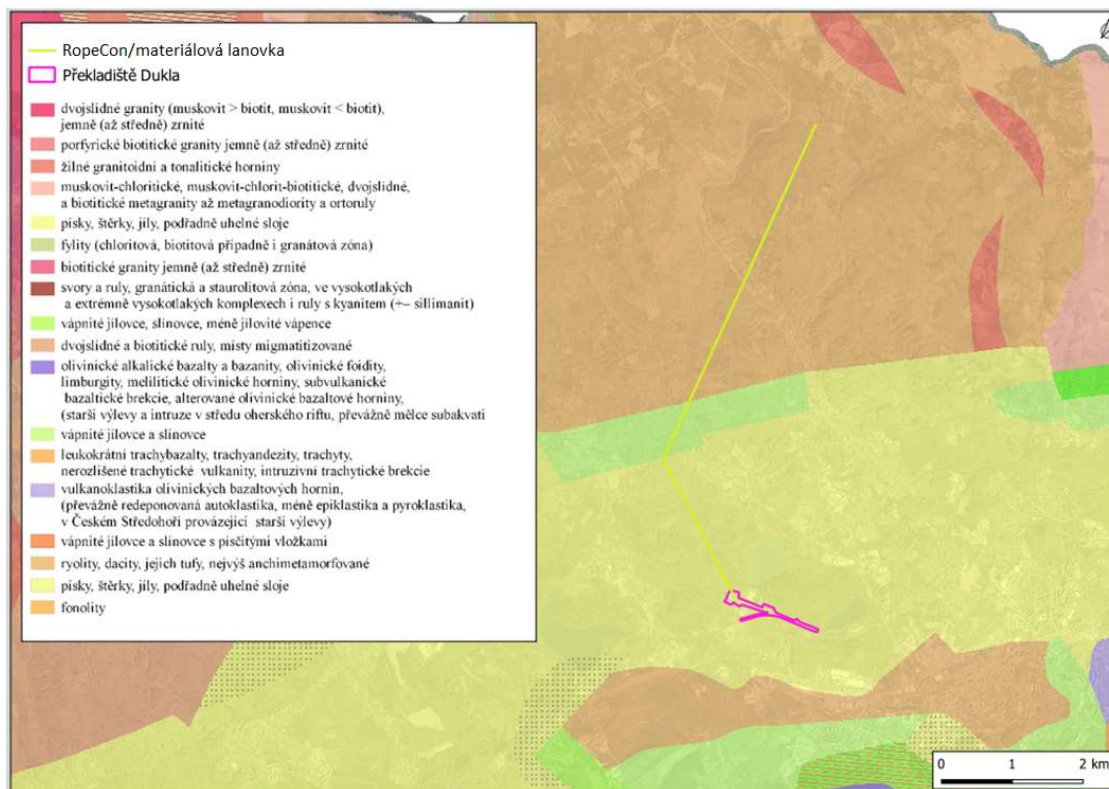 RopeCon/materiálová lanovka
Překladiště Dukla
dvojslídné granity (muskovit > biotit, muskovit < biotit),
jemně (až středně) zrnité
porfyrické biotitické granity jemně (až středně) zrnité
žilné granitoidní a tonalitické horniny
muskovit-chloritické, muskovit-chlorit-biotitické, dvojslídné,
a biotitické metagranity až metagranodiority a ortoruly
písky, štěrky, jíly, podřadně uhelné sloje
fylity (chloritová, biotitová případně i granátová zóna)
biotitické granity jemně (až středně) zrnité
svory a ruly, granátická a staurolitová zóna, ve vysokotlakých
a extrémně vysokotlakých komplexech i ruly s kyanitem (+– sillimanit)
vápnité jílovce, slínovce, méně jílovité vápence
dvojslídné a biotitické ruly, místy migmatitizované
olivinické alkalické bazalty a bazanity, olivinické foidity,
limburgity, melilitické olivinické horniny, subvulkanické
bazaltické brekcie, alterované olivinické bazaltové horniny,
(starší výlevy a intruze v středu oherského riftu, převážně mělce subakvati
vápnité jílovce a slínovce
leukokrátní trachybazalty, trachyandezity, trachyty,
nerozlišené trachytické vulkanity, intruzivní trachytické brekcie
vulkanoklastika olivinických bazaltových hornin,
(převážně redeponovaná autoklastika, méně epiklastika a pyroklastika,
v Českém Středohoří provázející starší výlevy)
vápnité jílovce a slínovce s písčitými vložkami
ryolity, dacity, jejich tufy, nejvýš anchimetamorfované
písky, štěrky, jíly, podřadně uhelné sloje
fonolity
0 1 2 km